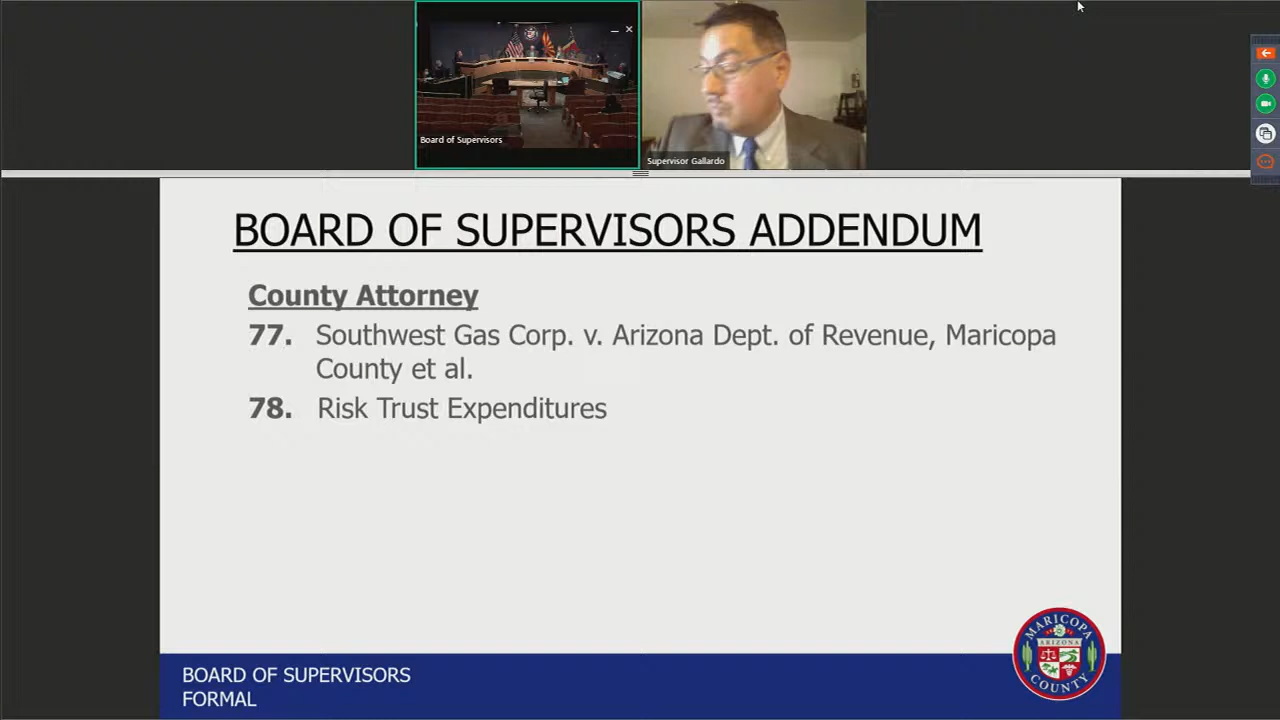 Board of Supervisors
Supervisor Gallardo
BOARD OF SUPERVISORS ADDENDUM
County Attorney
77. Southwest Gas Corp. v. Arizona Dept. of Revenue, Maricopa
County et al.
78. Risk Trust Expenditures
BOARD OF SUPERVISORS
FORMAL
MARICOPA
ARIZONA
COUNTY